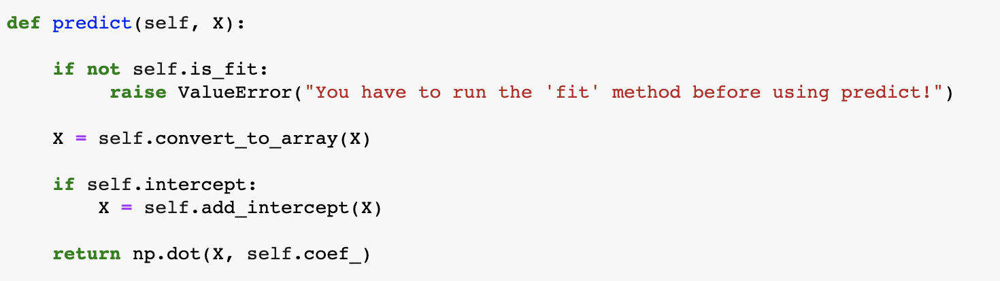 def predict(self, X):
    if not self.is_fit:
         raise ValueError("You have to run the 'fit' method before using predict!")
    X = self.convert_to_array(X)
    if self.intercept:
        X = self.add_intercept(X)
    return np.dot(X, self.coef_)